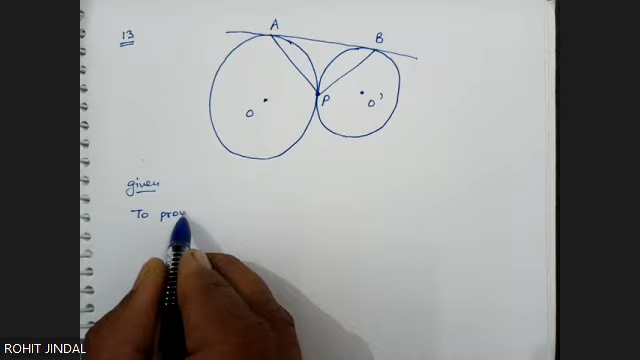 13
A
B
P
O
O'
given
To prov
ROHIT JINDAL